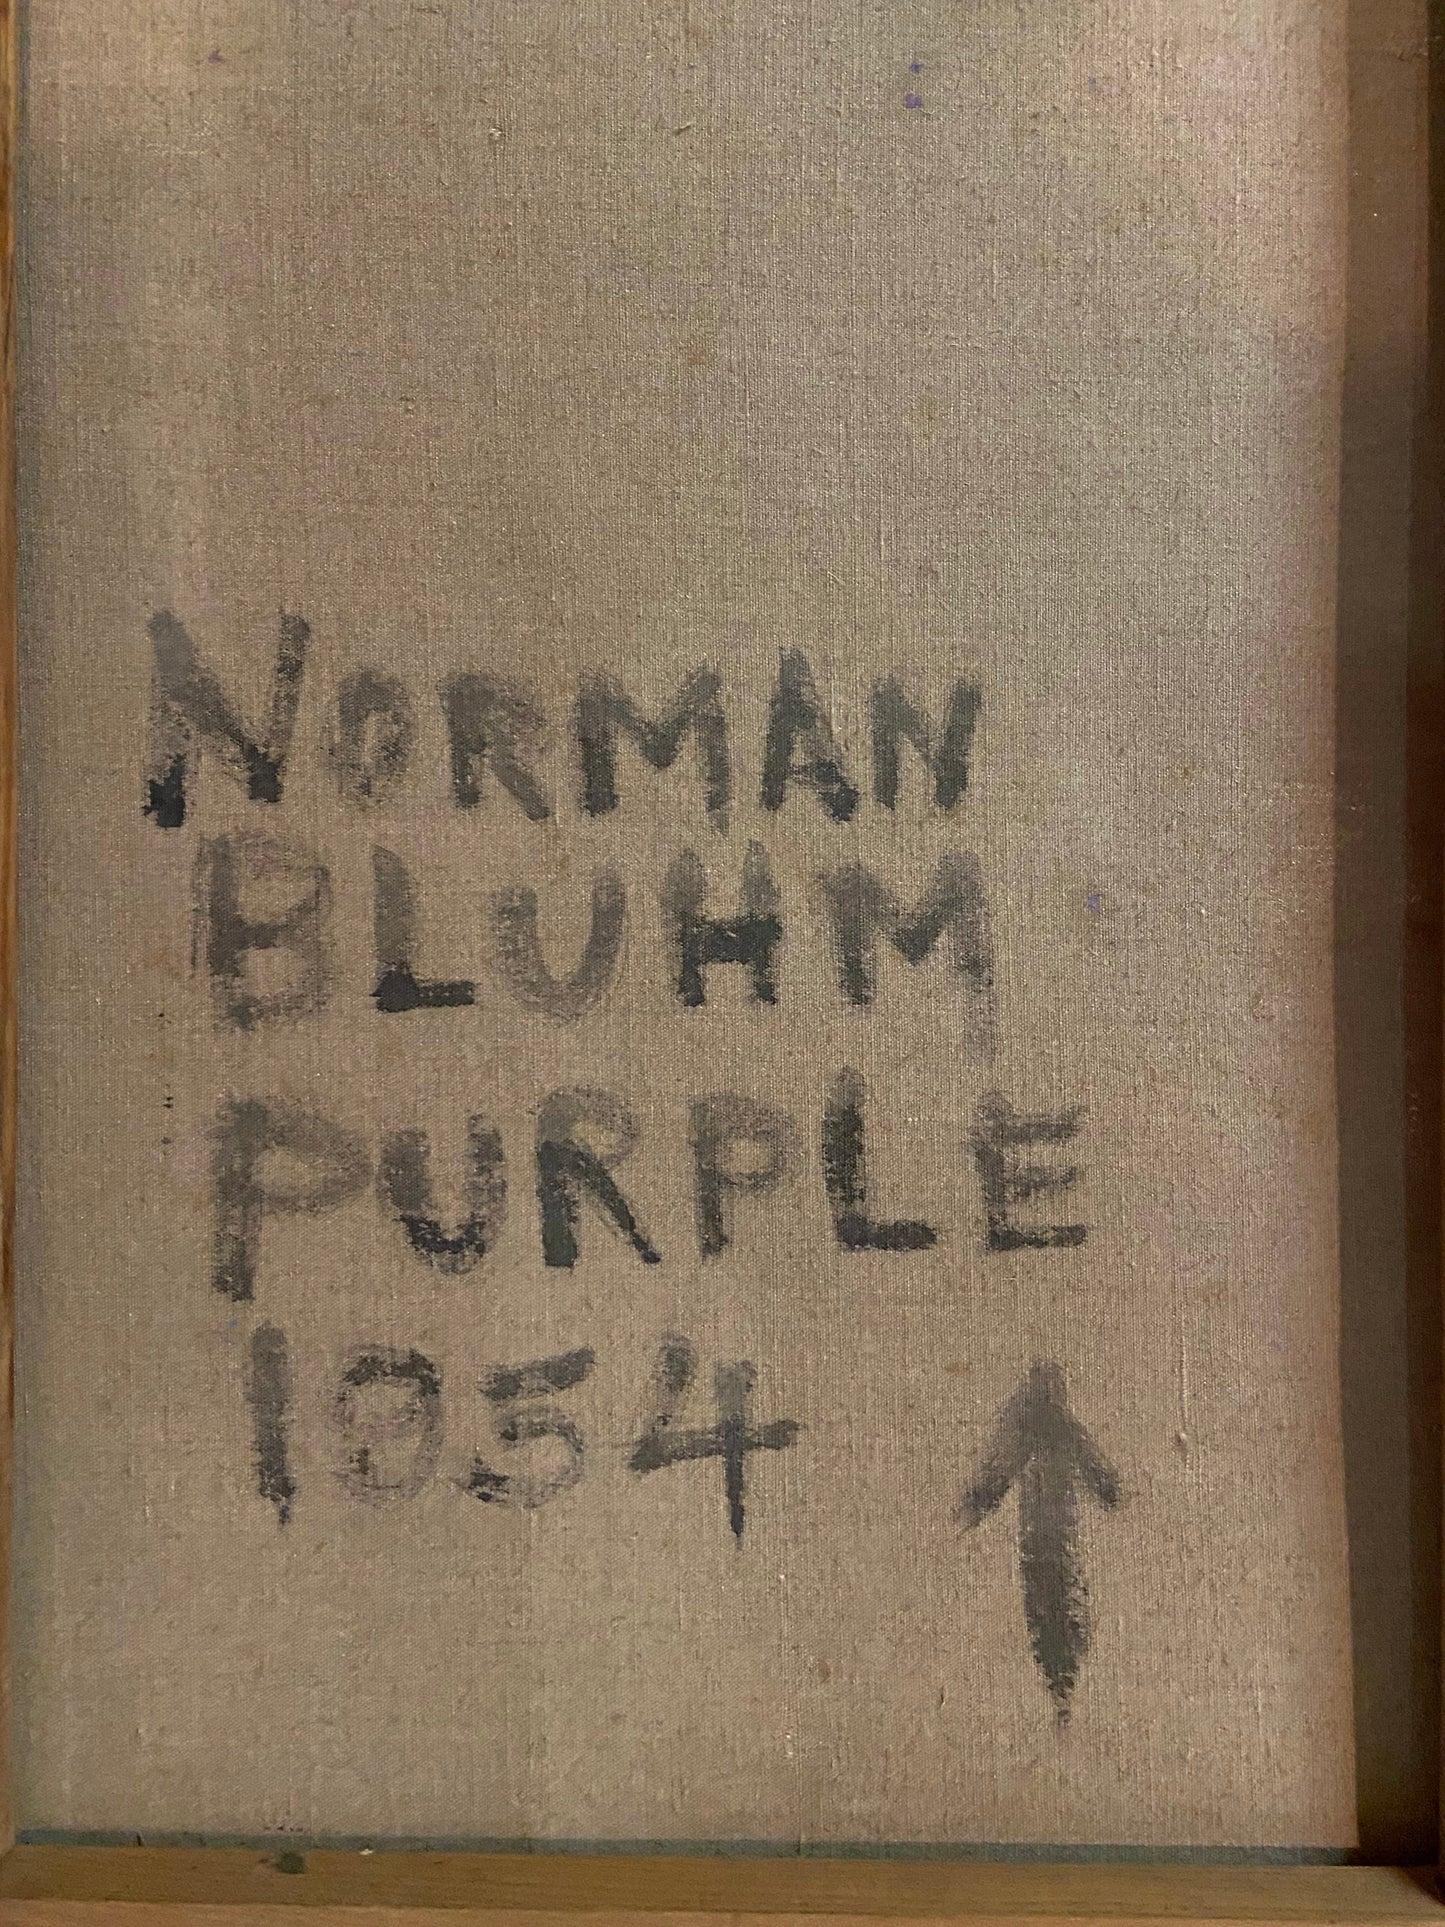 NORMAN
BLUHM
PURPLE
1954 ↑